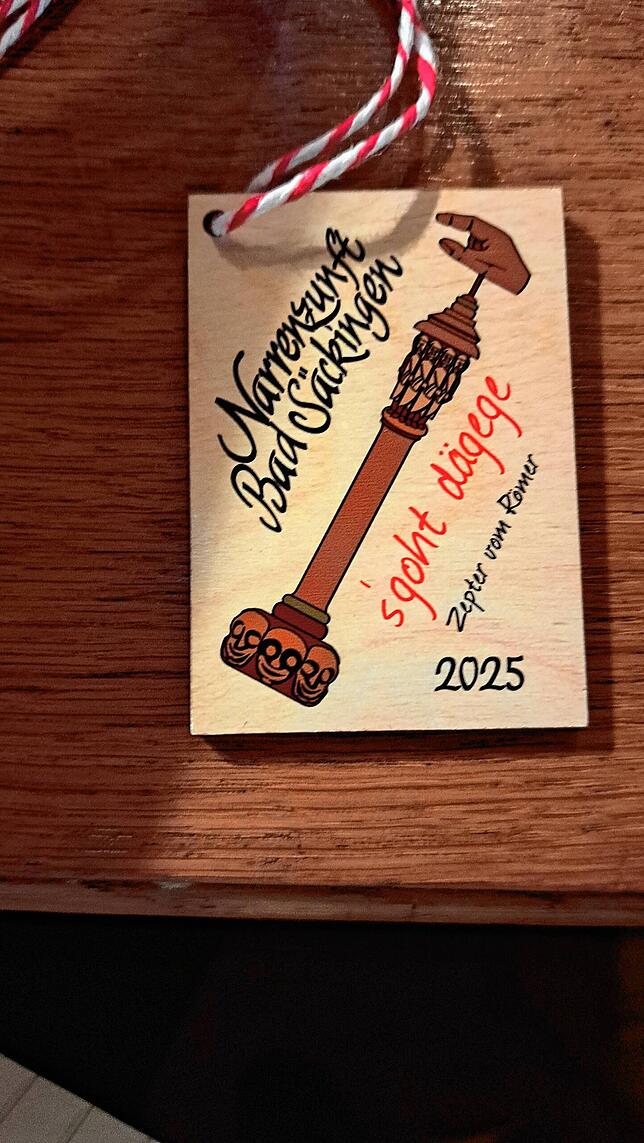 Narrenzunft
Bad Säckingen
's goht dägege
Zepter vom Römer
2025